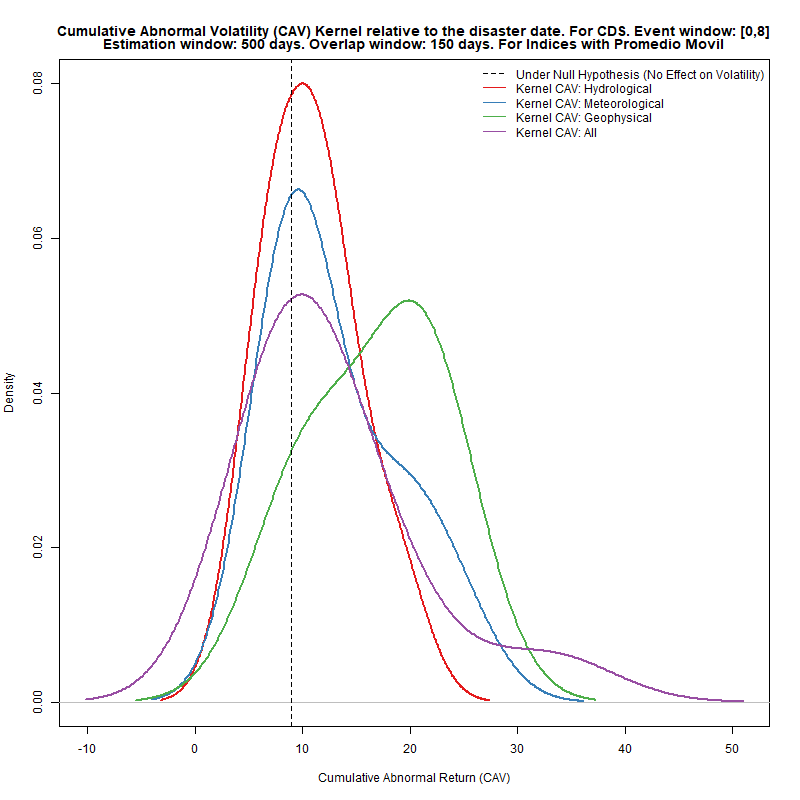 Cumulative Abnormal Volatility (CAV) Kernel relative to the disaster date. For CDS. Event window: [0,8]
Estimation window: 500 days. Overlap window: 150 days. For Indices with Promedio Movil
Under Null Hypothesis (No Effect on Volatility)
Kernel CAV: Hydrological
Kernel CAV: Meteorological
Kernel CAV: Geophysical
Kernel CAV: All
0.08
0.06
0.04
0.02
0.00
Density
-10 0 10 20 30 40 50
Cumulative Abnormal Return (CAV)